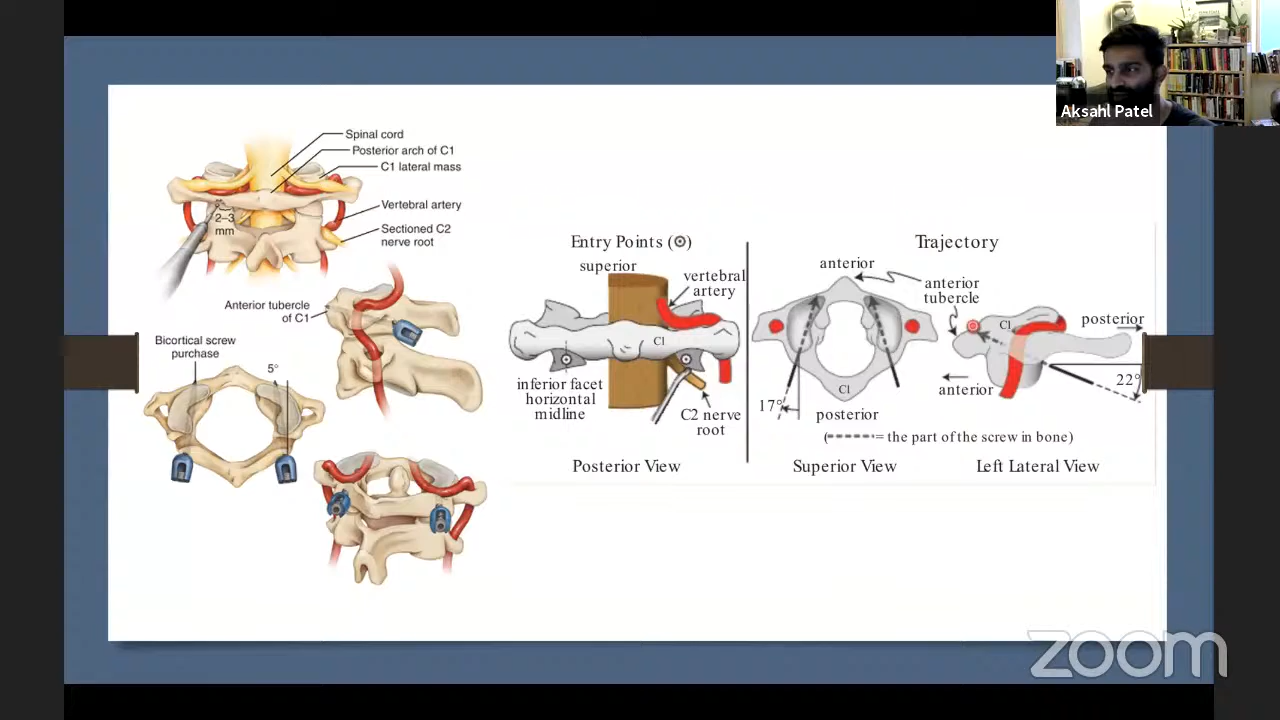 Aksahl Patel
Spinal cord
Posterior arch of C1
C1 lateral mass
Vertebral artery
Sectioned C2
nerve root
2–3
mm
Anterior tubercle
of C1
Bicortical screw
purchase
5°
Entry Points (⊙)
superior
vertebral
artery
C1
inferior facet
horizontal
midline
C2 nerve
root
Posterior View
Trajectory
anterior
anterior
tubercle
C1
posterior
17°
C1
anterior
22°
posterior
(-----= the part of the screw in bone)
Superior View
Left Lateral View
zoom